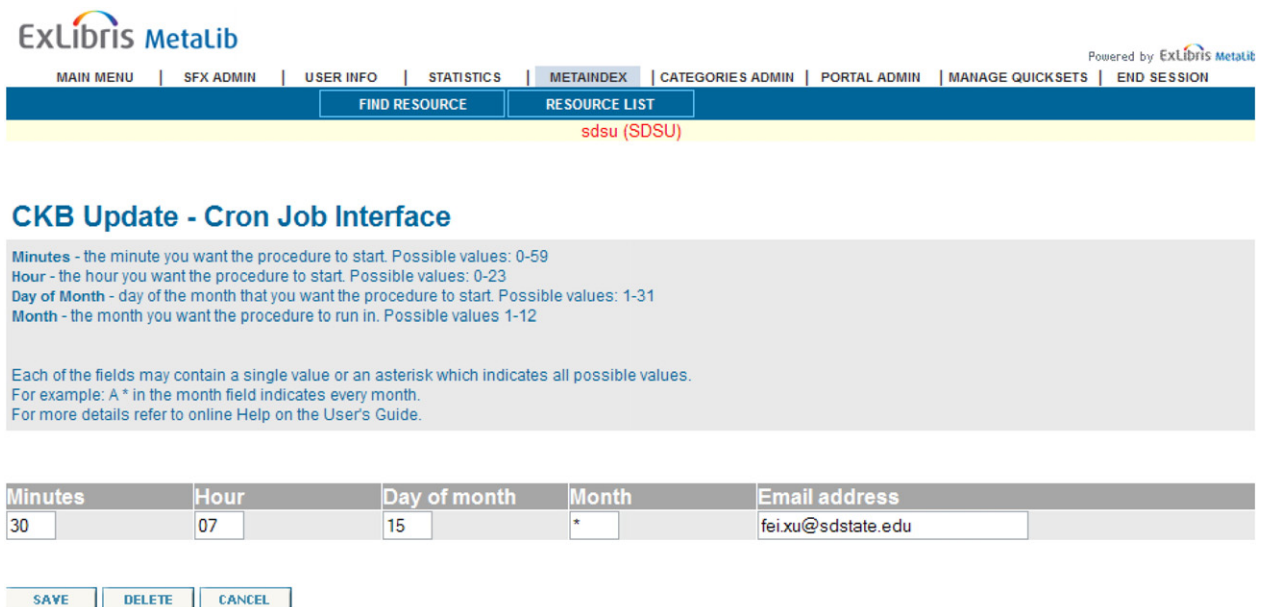 ExLibris MetaLib
Powered by ExLibris MetaLib
MAIN MENU | SFX ADMIN | USER INFO | STATISTICS | METAINDEX | CATEGORIES ADMIN | PORTAL ADMIN | MANAGE QUICKSETS | END SESSION
FIND RESOURCE RESOURCE LIST
sdsu (SDSU)
CKB Update - Cron Job Interface
Minutes - the minute you want the procedure to start. Possible values: 0-59
Hour - the hour you want the procedure to start. Possible values: 0-23
Day of Month - day of the month that you want the procedure to start. Possible values: 1-31
Month - the month you want the procedure to run in. Possible values 1-12
Each of the fields may contain a single value or an asterisk which indicates all possible values.
For example: A * in the month field indicates every month.
For more details refer to online Help on the User's Guide.
Minutes Hour Day of month Month Email address
30 07 15 * fei.xu@sdstate.edu
SAVE DELETE CANCEL